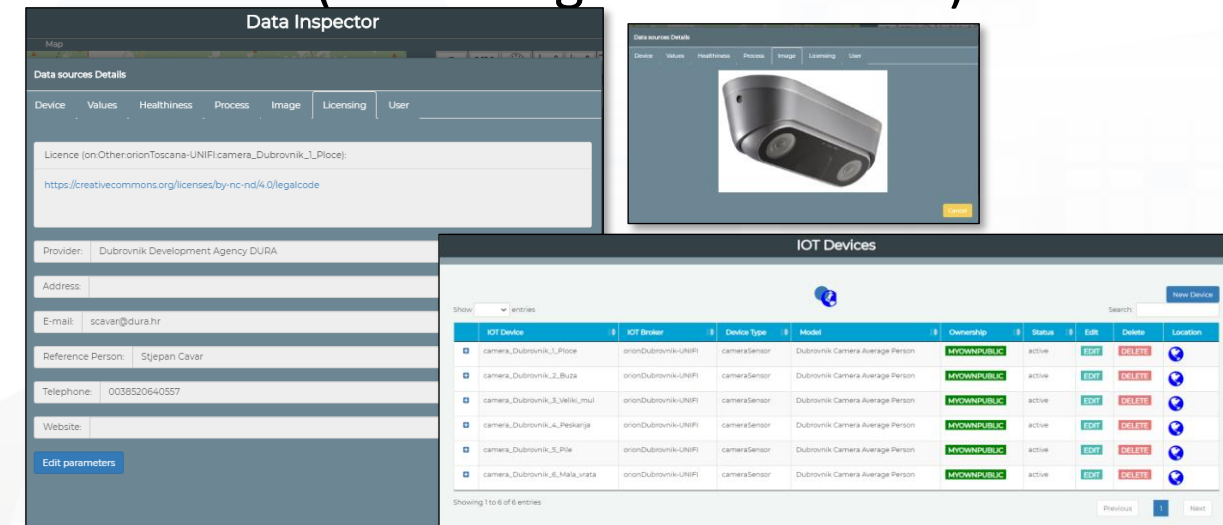 Data Inspector
Map
Data sources Details
Device Values Healthiness Process Image Licensing User
Licence (on:Other:orionToscana-UNIFI:camera_Dubrovnik_1_Ploce):
https://creativecommons.org/licenses/by-nc-nd/4.0/legalcode
Provider: Dubrovnik Development Agency DURA
Address:
E-mail: scavar@dura.hr
Reference Person: Stjepan Cavar
Telephone: 0038520640557
Website:
Edit parameters
Data sources Details
Device Values Healthiness Process Image Licensing User
Cancel
IOT Devices
New Device
Show entries Search:
IOT Device IOT Broker Device Type Model Ownership Status Edit Delete Location
camera_Dubrovnik_1_Ploce orionDubrovnik-UNIFI cameraSensor Dubrovnik Camera Average Person MYOWNPUBLIC active EDIT DELETE
camera_Dubrovnik_2_Buza orionDubrovnik-UNIFI cameraSensor Dubrovnik Camera Average Person MYOWNPUBLIC active EDIT DELETE
camera_Dubrovnik_3_Veliki_mul orionDubrovnik-UNIFI cameraSensor Dubrovnik Camera Average Person MYOWNPUBLIC active EDIT DELETE
camera_Dubrovnik_4_Peskarija orionDubrovnik-UNIFI cameraSensor Dubrovnik Camera Average Person MYOWNPUBLIC active EDIT DELETE
camera_Dubrovnik_5_Pile orionDubrovnik-UNIFI cameraSensor Dubrovnik Camera Average Person MYOWNPUBLIC active EDIT DELETE
camera_Dubrovnik_6_Mala_vrata orionDubrovnik-UNIFI cameraSensor Dubrovnik Camera Average Person MYOWNPUBLIC active EDIT DELETE
Showing 1 to 6 of 6 entries
Previous 1 Next